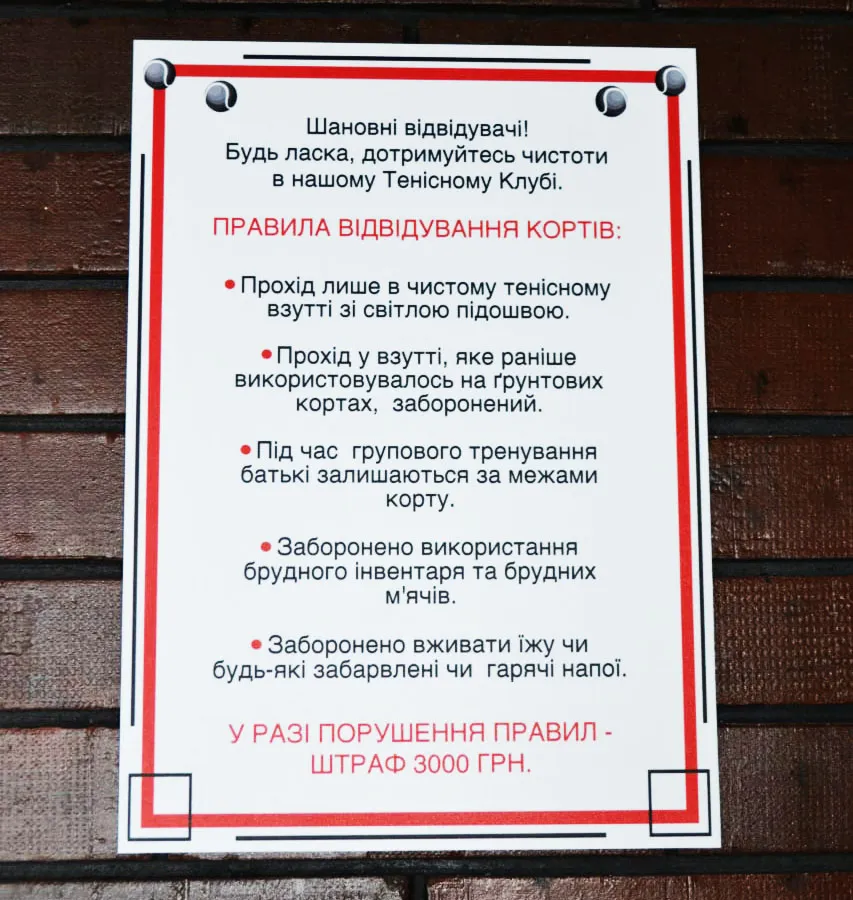 Шановні відвідувачі!
Будь ласка, дотримуйтесь чистоти
в нашому Тенісному Клубі.
ПРАВИЛА ВІДВІДУВАННЯ КОРТІВ:
• Прохід лише в чистому тенісному
взутті зі світлою підошвою.
• Прохід у взутті, яке раніше
використовувалось на ґрунтових
кортах, заборонений.
• Під час групового тренування
батькі залишаються за межами
корту.
• Заборонено використання
брудного інвентаря та брудних
м'ячів.
• Заборонено вживати їжу чи
будь-які забарвлені чи гарячі напої.
У РАЗІ ПОРУШЕННЯ ПРАВИЛ -
ШТРАФ 3000 ГРН.